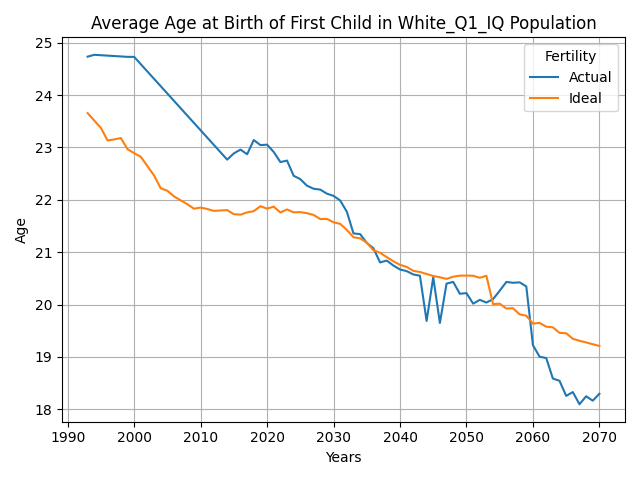 Average Age at Birth of First Child in White_Q1_IQ Population
25
24
23
22
21
20
19
18
Age
Fertility
Actual
Ideal
1990 2000 2010 2020 2030 2040 2050 2060 2070
Years